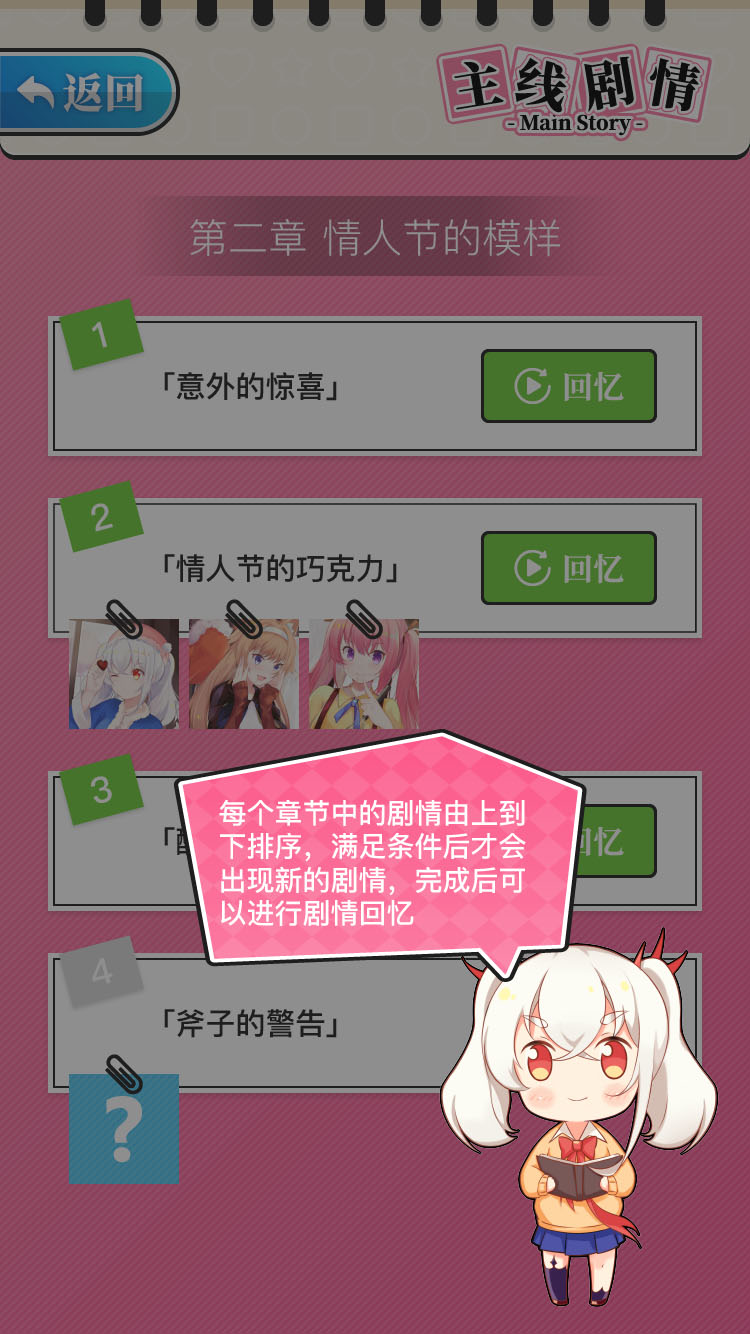 返回
主线剧情
- Main Story -
第二章 情人节的模样
1
「意外的惊喜」
回忆
2
「情人节的巧克力」
回忆
3
回忆
每个章节中的剧情由上到
下排序，满足条件后才会
出现新的剧情，完成后可
以进行剧情回忆
4
「斧子的警告」
?